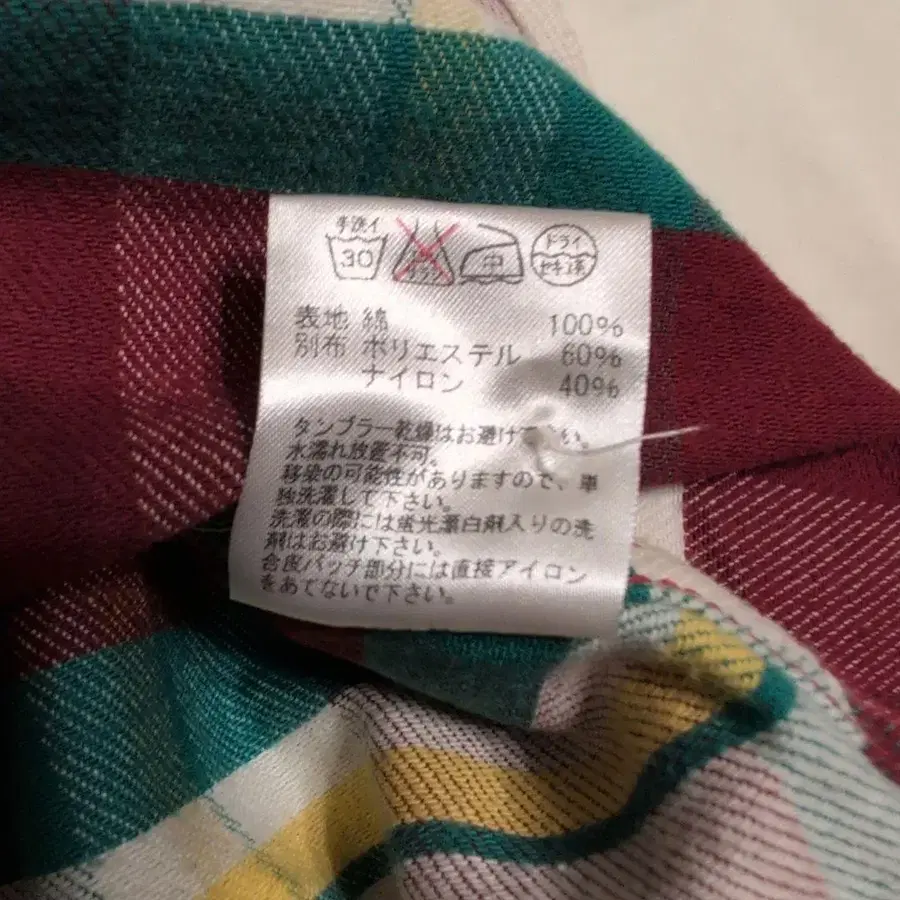 手洗イ
30
中
ドライ
セキユ系
表地 綿 100%
別布 ポリエステル 60%
ナイロン 40%
タンブラー乾燥はお避け下さい。
水濡れ放置不可。
移染の可能性がありますので、単
独洗濯して下さい。
洗濯の際には蛍光漂白剤入りの洗
剤はお避け下さい。
合皮パッチ部分には直接アイロン
をあてないで下さい。